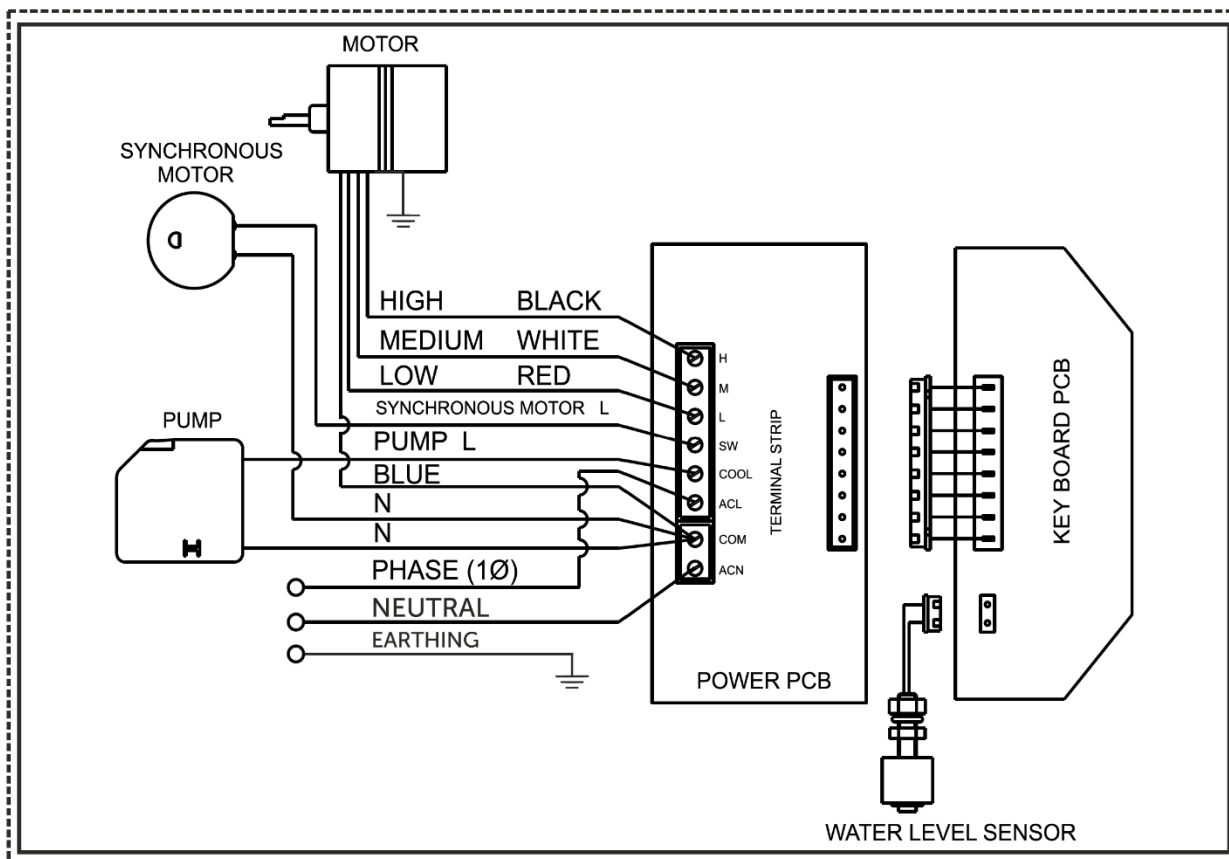 MOTOR
SYNCHRONOUS
MOTOR
HIGH BLACK
MEDIUM WHITE
LOW RED
SYNCHRONOUS MOTOR L
PUMP
PUMP L
BLUE
N
N
PHASE (1Ø)
NEUTRAL
EARTHING
H
M
L
SW
COOL
ACL
COM
ACN
TERMINAL STRIP
POWER PCB
KEY BOARD PCB
WATER LEVEL SENSOR